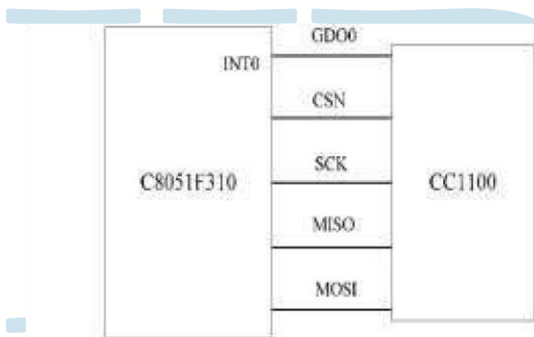 GDO0
INT0
CSN
SCK
C8051F310
CC1100
MISO
MOSI